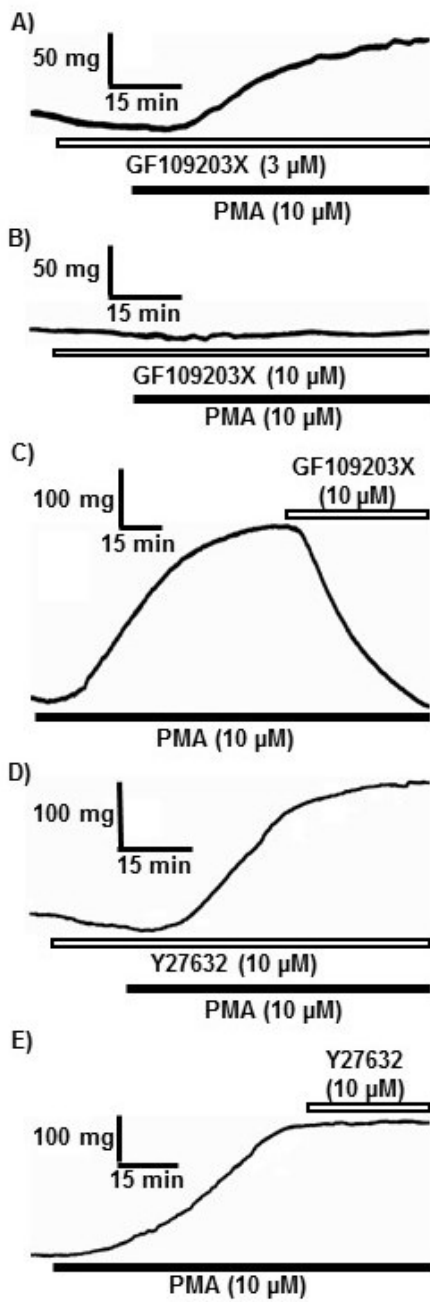 A)
50 mg
15 min
GF109203X (3 µM)
PMA (10 µM)
B)
50 mg
15 min
GF109203X (10 µM)
PMA (10 µM)
C)
GF109203X
(10 µM)
100 mg
15 min
PMA (10 µM)
D)
100 mg
15 min
Y27632 (10 µM)
PMA (10 µM)
E)
Y27632
(10 µM)
100 mg
15 min
PMA (10 µM)